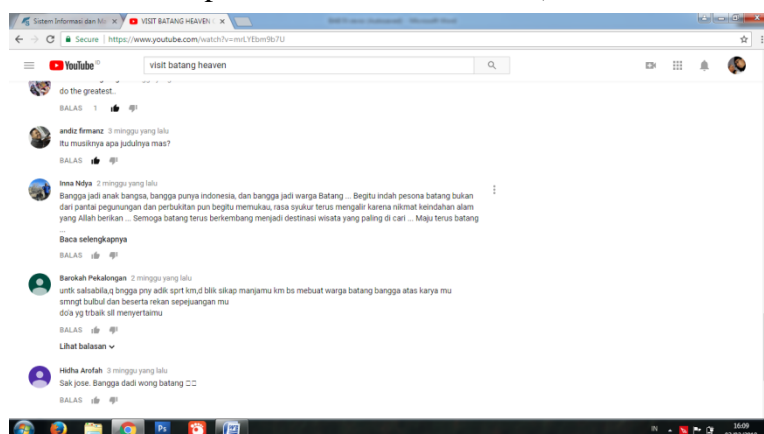 Sistem Informasi dan M
VISIT BATANG HEAVEN
Secure https://www.youtube.com/watch?v=mrLYEbm9b7U
YouTube ID
visit batang heaven
do the greatest..
BALAS 1
andiz firmanz 3 minggu yang lalu
Itu musiknya apa judulnya mas?
BALAS
Inna Ndya 2 minggu yang lalu
Bangga jadi anak bangsa, bangga punya indonesia, dan bangga jadi warga Batang ... Begitu indah pesona batang bukan
dari pantai pegunungan dan perbukitan pun begitu memukau, rasa syukur terus mengalir karena nikmat keindahan alam
yang Allah berikan ... Semoga batang terus berkembang menjadi destinasi wisata yang paling di cari ... Maju terus batang
...
Baca selengkapnya
BALAS
Barokah Pekalongan 2 minggu yang lalu
untk salsabila,q bngga pny adik sprt km,d blik sikap manjamu km bs mebuat warga batang bangga atas karya mu
smngt bulbul dan beserta rekan sepejuangan mu
do'a yg trbaik sll menyertaimu
BALAS
Lihat balasan
Hidha Arofah 3 minggu yang lalu
Sak jose. Bangga dadi wong batang □□
BALAS
Ps
IN
16:09